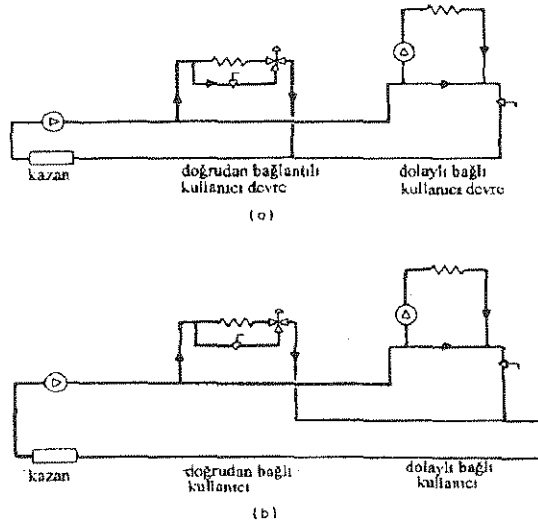 kazan
doğrudan bağlantılı
kullanıcı devre
dolaylı bağlı
kullanıcı devre
(a)
kazan
doğrudan bağlı
kullanıcı
dolaylı bağlı
kullanıcı
(b)